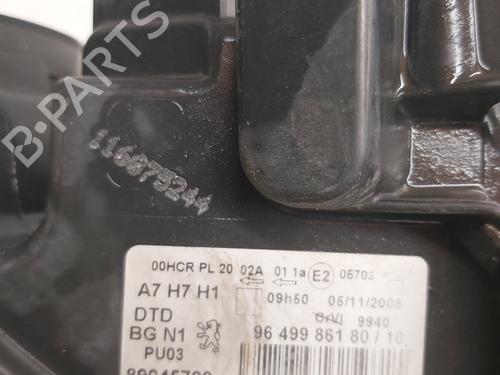 B-PARTS
116875244
00HCR PL 20 02A 01 1a E2 05703
A7 H7 H1 09h50 05/11/2008
DTD 9940
BG N1 96 499 861 80 / 10
PU03